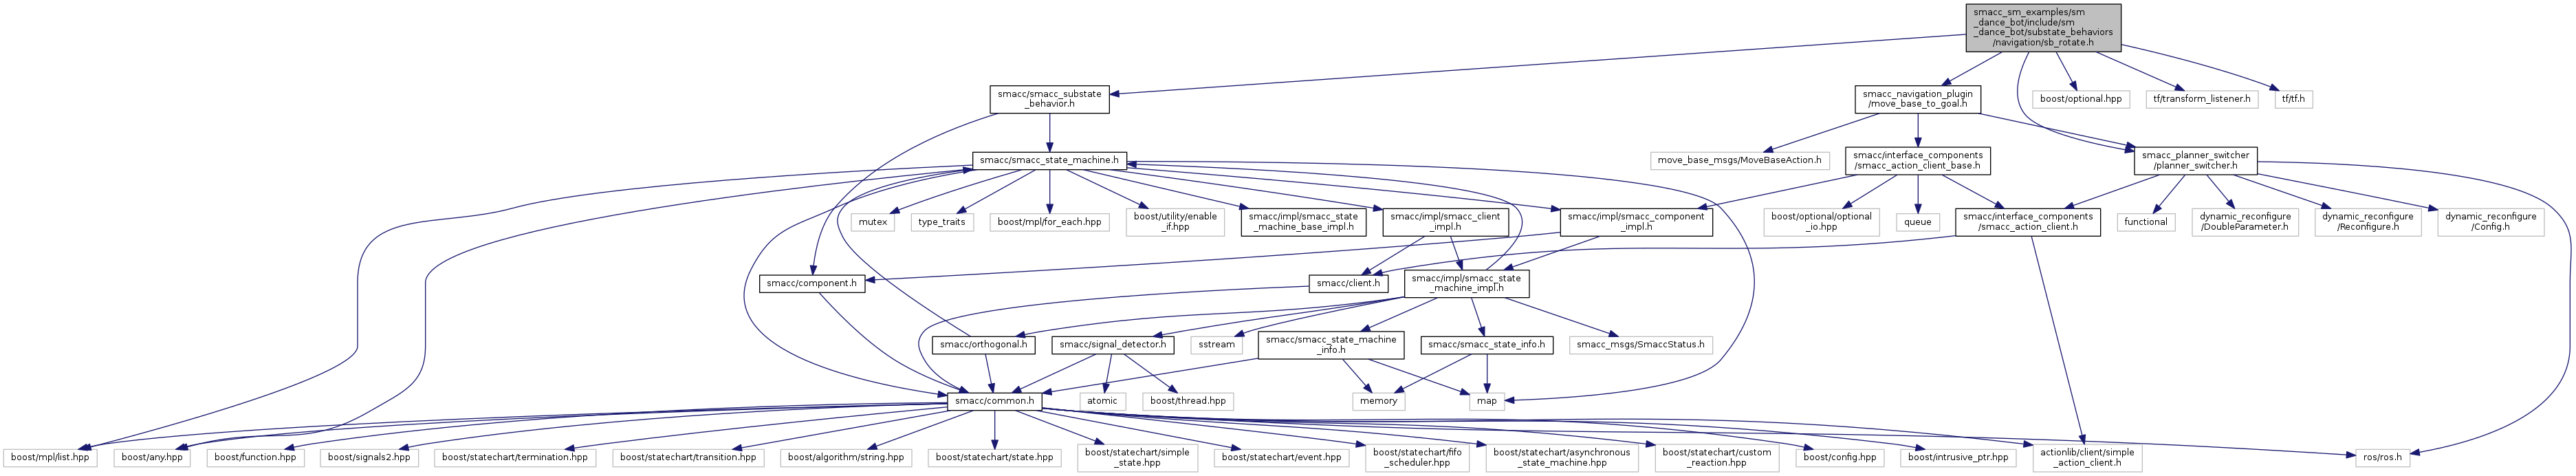 smacc_sm_examples/sm
_dance_bot/include/sm
_dance_bot/substate_behaviors
/navigation/sb_rotate.h
smacc/smacc_substate
_behavior.h
smacc_navigation_plugin
/move_base_to_goal.h
boost/optional.hpp
tf/transform_listener.h
tf/tf.h
smacc/smacc_state_machine.h
move_base_msgs/MoveBaseAction.h
smacc/interface_components
/smacc_action_client_base.h
smacc_planner_switcher
/planner_switcher.h
mutex
type_traits
boost/mpl/for_each.hpp
boost/utility/enable
_if.hpp
smacc/impl/smacc_state
_machine_base_impl.h
smacc/impl/smacc_client
_impl.h
smacc/impl/smacc_component
_impl.h
boost/optional/optional
_io.hpp
queue
smacc/interface_components
/smacc_action_client.h
functional
dynamic_reconfigure
/DoubleParameter.h
dynamic_reconfigure
/Reconfigure.h
dynamic_reconfigure
/Config.h
smacc/component.h
smacc/client.h
smacc/impl/smacc_state
_machine_impl.h
smacc/orthogonal.h
smacc/signal_detector.h
sstream
smacc/smacc_state_machine
_info.h
smacc/smacc_state_info.h
smacc_msgs/SmaccStatus.h
smacc/common.h
atomic
boost/thread.hpp
memory
map
boost/mpl/list.hpp
boost/any.hpp
boost/function.hpp
boost/signals2.hpp
boost/statechart/termination.hpp
boost/statechart/transition.hpp
boost/algorithm/string.hpp
boost/statechart/state.hpp
boost/statechart/simple
_state.hpp
boost/statechart/event.hpp
boost/statechart/fifo
_scheduler.hpp
boost/statechart/asynchronous
_state_machine.hpp
boost/statechart/custom
_reaction.hpp
boost/config.hpp
boost/intrusive_ptr.hpp
actionlib/client/simple
_action_client.h
ros/ros.h